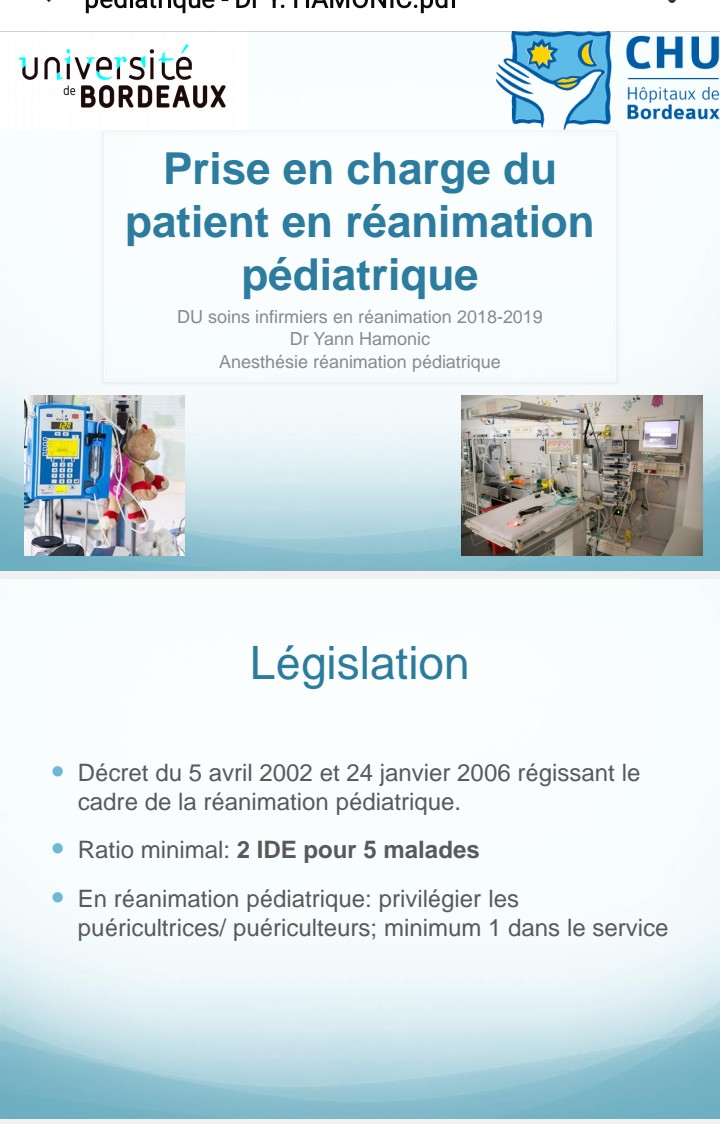 pédiatrique - Dr Y. HAMONIC.pdf
université
de BORDEAUX
CHU
Hôpitaux de
Bordeaux
Prise en charge du
patient en réanimation
pédiatrique
DU soins infirmiers en réanimation 2018-2019
Dr Yann Hamonic
Anesthésie réanimation pédiatrique
Législation
Décret du 5 avril 2002 et 24 janvier 2006 régissant le
cadre de la réanimation pédiatrique.
Ratio minimal: 2 IDE pour 5 malades
En réanimation pédiatrique: privilégier les
puéricultrices/ puériculteurs; minimum 1 dans le service